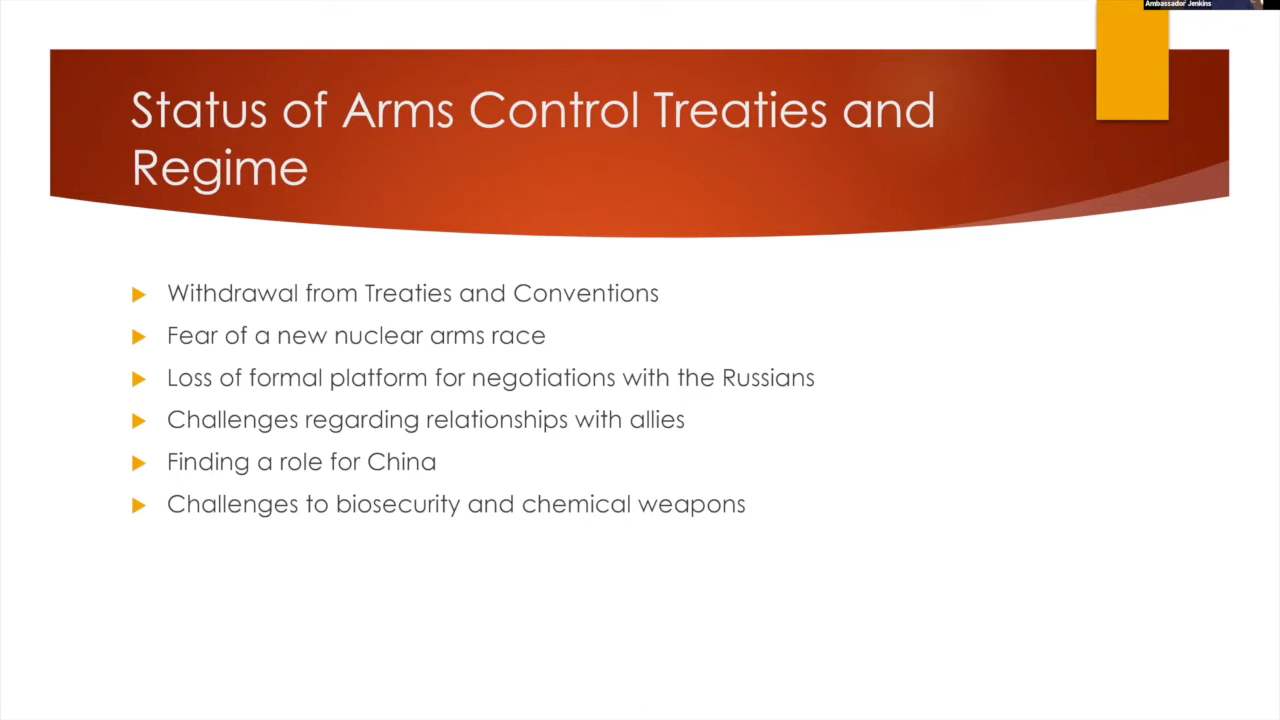 Ambassador Jenkins
Status of Arms Control Treaties and
Regime
Withdrawal from Treaties and Conventions
Fear of a new nuclear arms race
Loss of formal platform for negotiations with the Russians
Challenges regarding relationships with allies
Finding a role for China
Challenges to biosecurity and chemical weapons